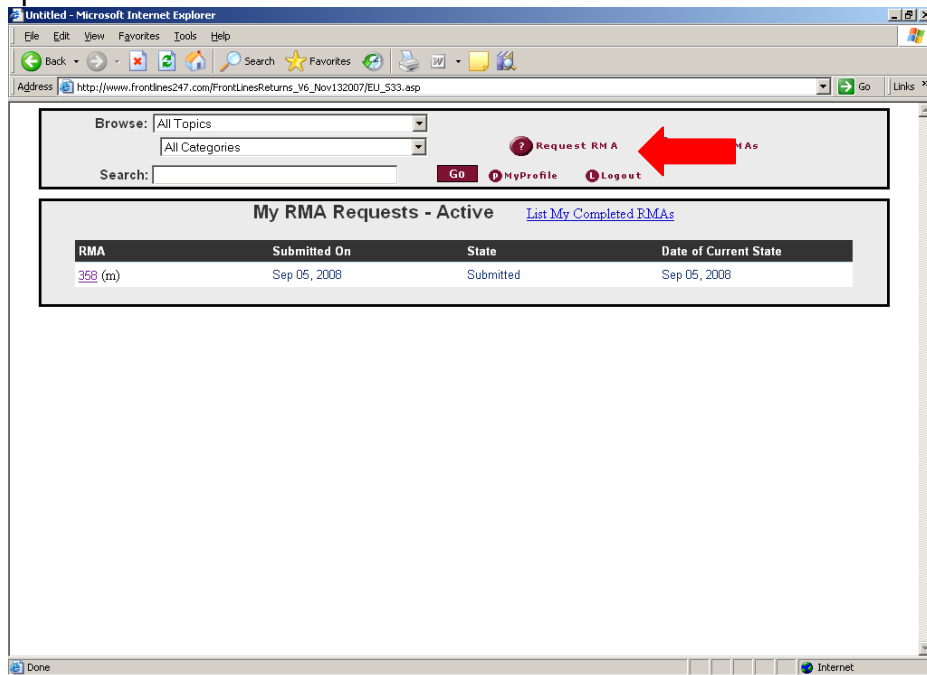 Untitled - Microsoft Internet Explorer
File Edit View Favorites Tools Help
Back Search Favorites
Address http://www.frontlines247.com/FrontLinesReturns_V6_Nov132007/EU_533.asp Go Links »
Browse: All Topics
All Categories ? Request RMA MAs
Search: Go P MyProfile L Logout
My RMA Requests - Active List My Completed RMAs
RMA Submitted On State Date of Current State
358 (m) Sep 05, 2008 Submitted Sep 05, 2008
Done Internet